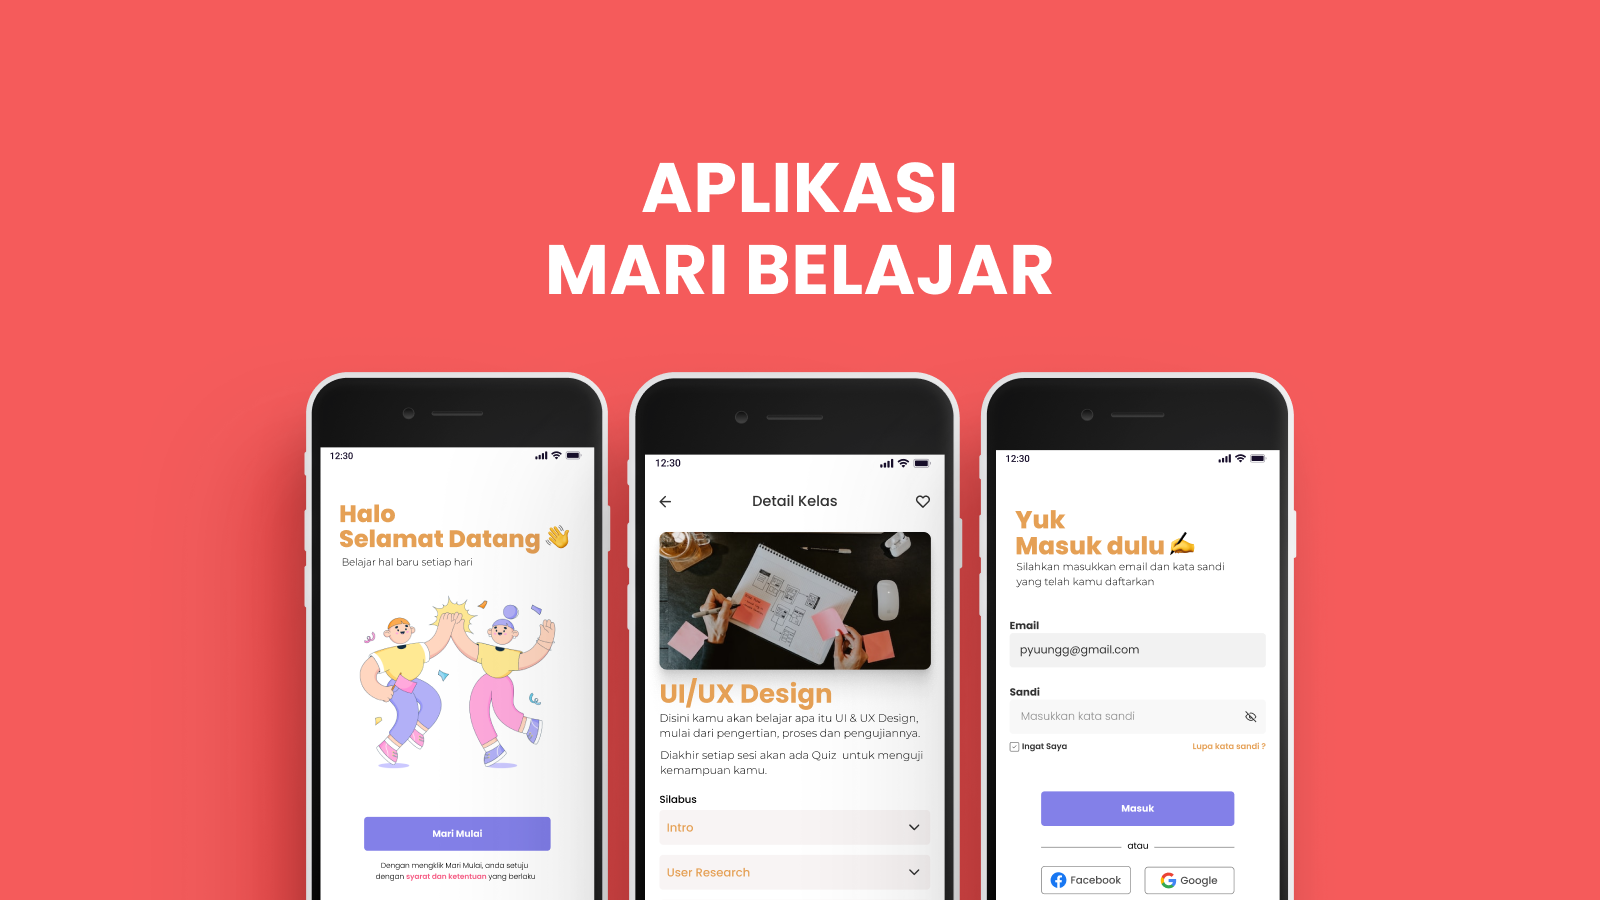 APLIKASI
MARI BELAJAR
12:30
Halo
Selamat Datang 👋
Belajar hal baru setiap hari
Mari Mulai
Dengan mengklik Mari Mulai, anda setuju
dengan syarat dan ketentuan yang berlaku
12:30
Detail Kelas
UI/UX Design
Disini kamu akan belajar apa itu UI & UX Design,
mulai dari pengertian, proses dan pengujiannya.
Diakhir setiap sesi akan ada Quiz untuk menguji
kemampuan kamu.
Silabus
Intro
User Research
12:30
Yuk
Masuk dulu ✍️
Silahkan masukkan email dan kata sandi
yang telah kamu daftarkan
Email
pyuungg@gmail.com
Sandi
Masukkan kata sandi
Ingat Saya
Lupa kata sandi ?
Masuk
atau
Facebook
Google